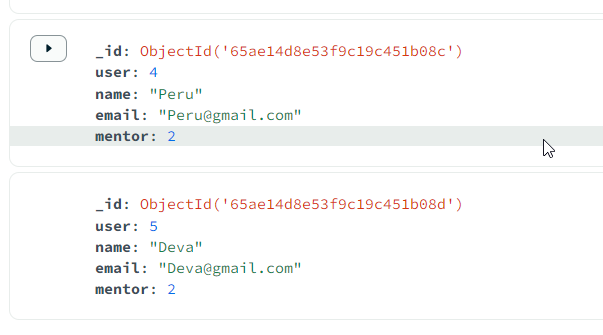 _id: ObjectId('65ae14d8e53f9c19c451b08c')
user: 4
name: "Peru"
email: "Peru@gmail.com"
mentor: 2
_id: ObjectId('65ae14d8e53f9c19c451b08d')
user: 5
name: "Deva"
email: "Deva@gmail.com"
mentor: 2